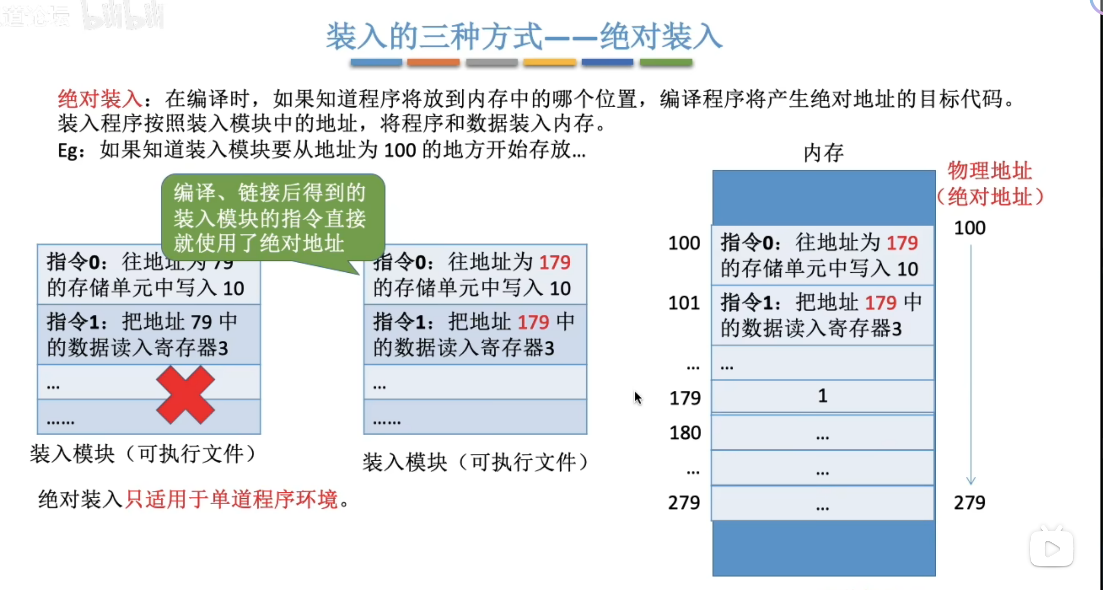 bilibili
装入的三种方式——绝对装入
绝对装入：在编译时，如果知道程序将放到内存中的哪个位置，编译程序将产生绝对地址的目标代码。
装入程序按照装入模块中的地址，将程序和数据装入内存。
Eg：如果知道装入模块要从地址为 100 的地方开始存放...
编译、链接后得到的
装入模块的指令直接
就使用了绝对地址
指令0：往地址为 79
的存储单元中写入 10
指令1：把地址 79 中
的数据读入寄存器3
...
......
装入模块（可执行文件）
指令0：往地址为 179
的存储单元中写入 10
指令1：把地址 179 中
的数据读入寄存器3
...
......
装入模块（可执行文件）
绝对装入只适用于单道程序环境。
内存
物理地址
（绝对地址）
100
指令0：往地址为 179
的存储单元中写入 10
101
指令1：把地址 179 中
的数据读入寄存器3
...
...
179
1
180
...
...
...
279
...
100
279